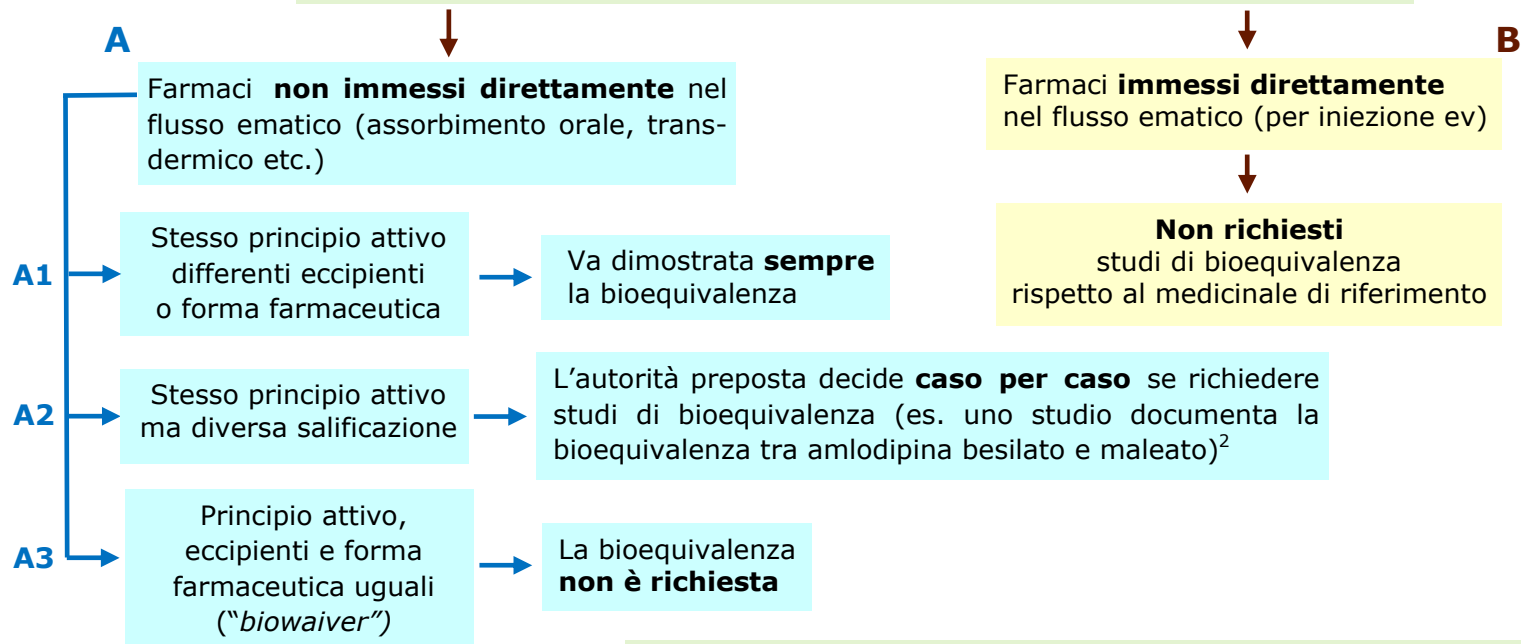 A
B
Farmaci non immessi direttamente nel
flusso ematico (assorbimento orale, trans-
dermico etc.)
Farmaci immessi direttamente
nel flusso ematico (per iniezione ev)
Non richiesti
studi di bioequivalenza
rispetto al medicinale di riferimento
A1
Stesso principio attivo
differenti eccipienti
o forma farmaceutica
Va dimostrata sempre
la bioequivalenza
A2
Stesso principio attivo
ma diversa salificazione
L’autorità preposta decide caso per caso se richiedere
studi di bioequivalenza (es. uno studio documenta la
bioequivalenza tra amlodipina besilato e maleato)²
A3
Principio attivo,
eccipienti e forma
farmaceutica uguali
(“biowaiver”)
La bioequivalenza
non è richiesta